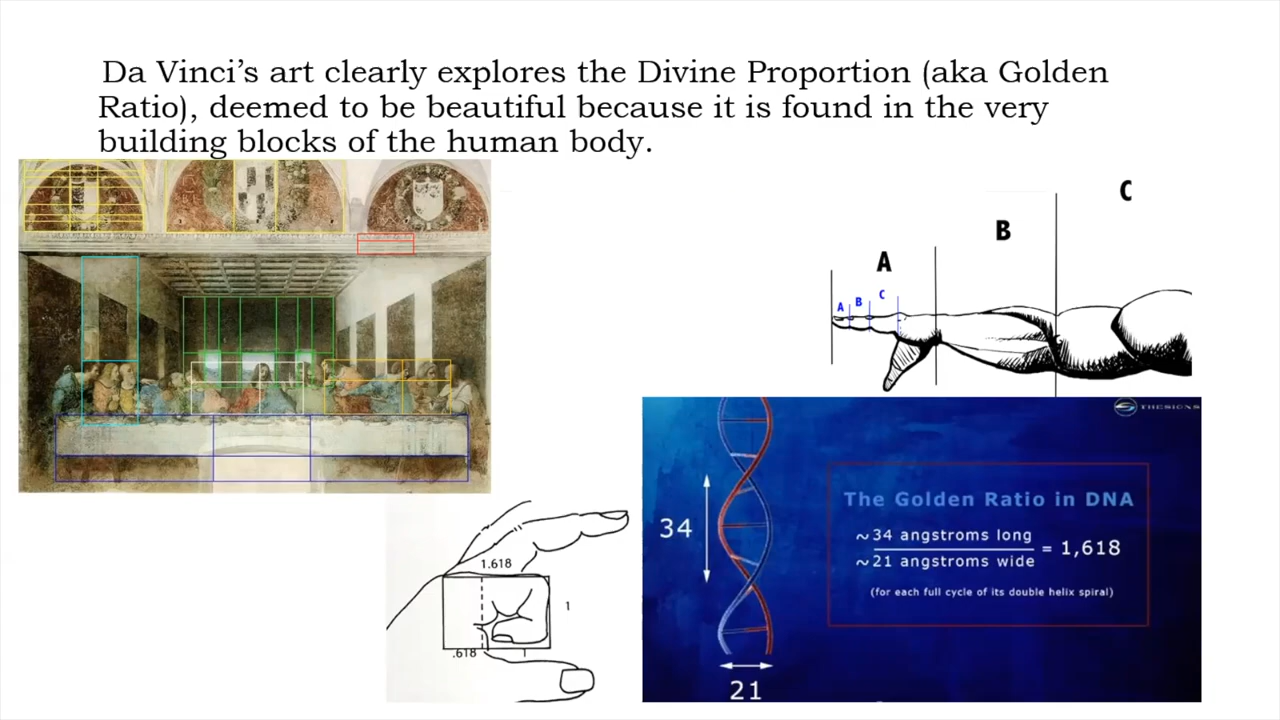 Da Vinci’s art clearly explores the Divine Proportion (aka Golden
Ratio), deemed to be beautiful because it is found in the very
building blocks of the human body.
C
B
A
A
B
C
THESIGNS
The Golden Ratio in DNA
34
~34 angstroms long
= 1,618
~21 angstroms wide
(for each full cycle of its double helix spiral)
21
1.618
1
.618
1